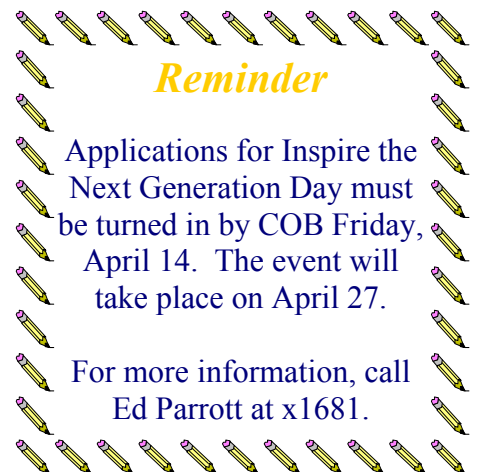 Reminder
Applications for Inspire the
Next Generation Day must
be turned in by COB Friday,
April 14.  The event will
take place on April 27.
For more information, call
Ed Parrott at x1681.